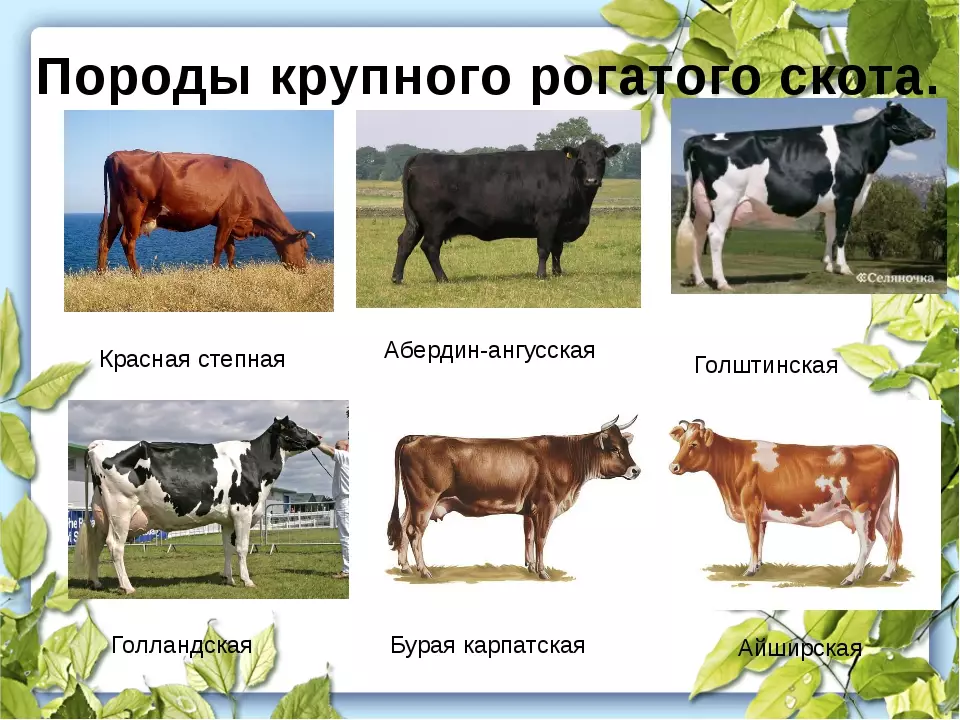 Породы крупного рогатого скота.
©Селяночка
Красная степная
Абердин-ангусская
Голштинская
Голландская
Бурая карпатская
Айширская